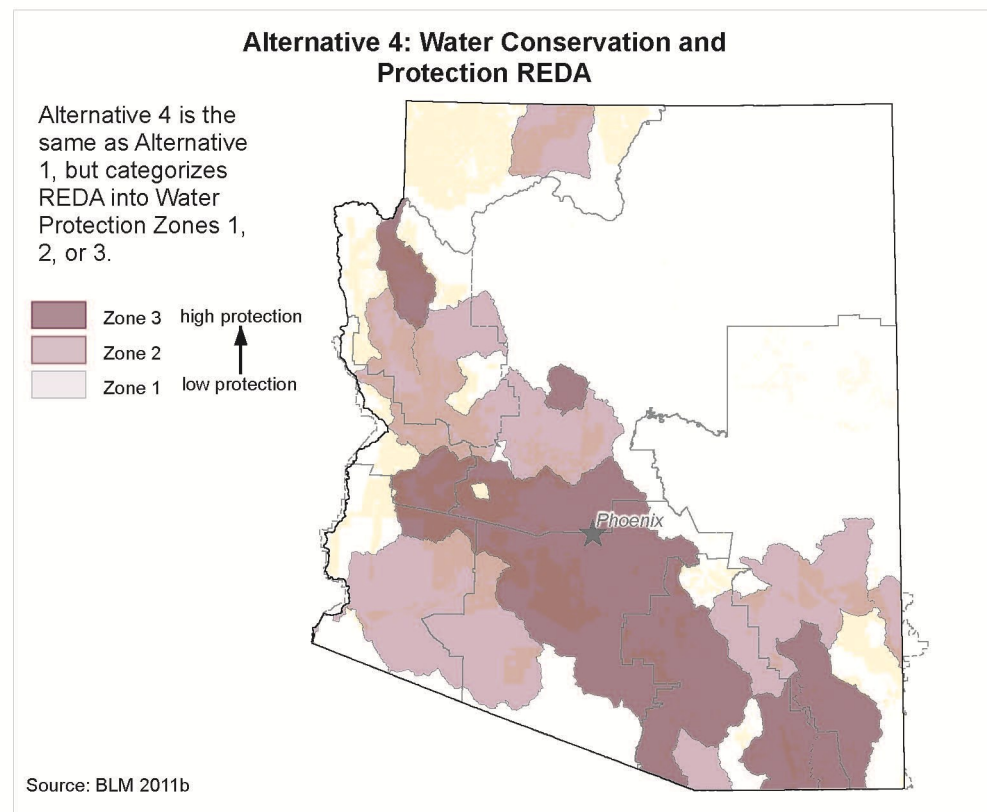 Alternative 4: Water Conservation and
Protection REDA
Alternative 4 is the
same as Alternative
1, but categorizes
REDA into Water
Protection Zones 1,
2, or 3.
Zone 3 high protection
Zone 2
Zone 1 low protection
Phoenix
Source: BLM 2011b